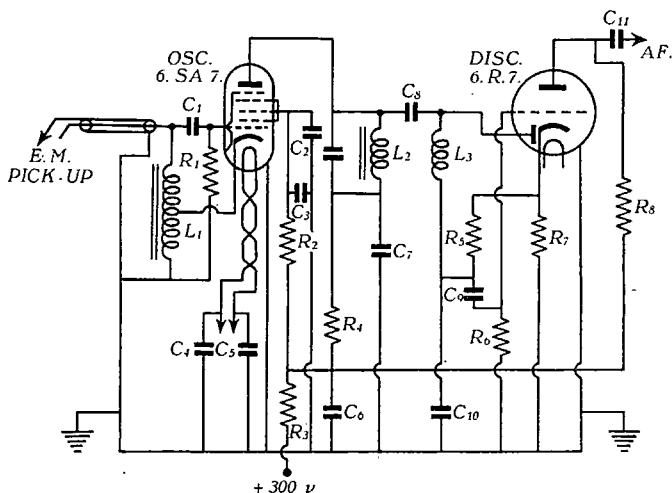 C11
AF.
OSC.
6. SA 7.
DISC.
6. R. 7.
C1
C8
E. M.
PICK-UP
R1
C2
L2
L3
L1
C3
R2
C7
R5
R7
R8
C9
R4
R6
C4
C5
C6
C10
R3
+ 300 v